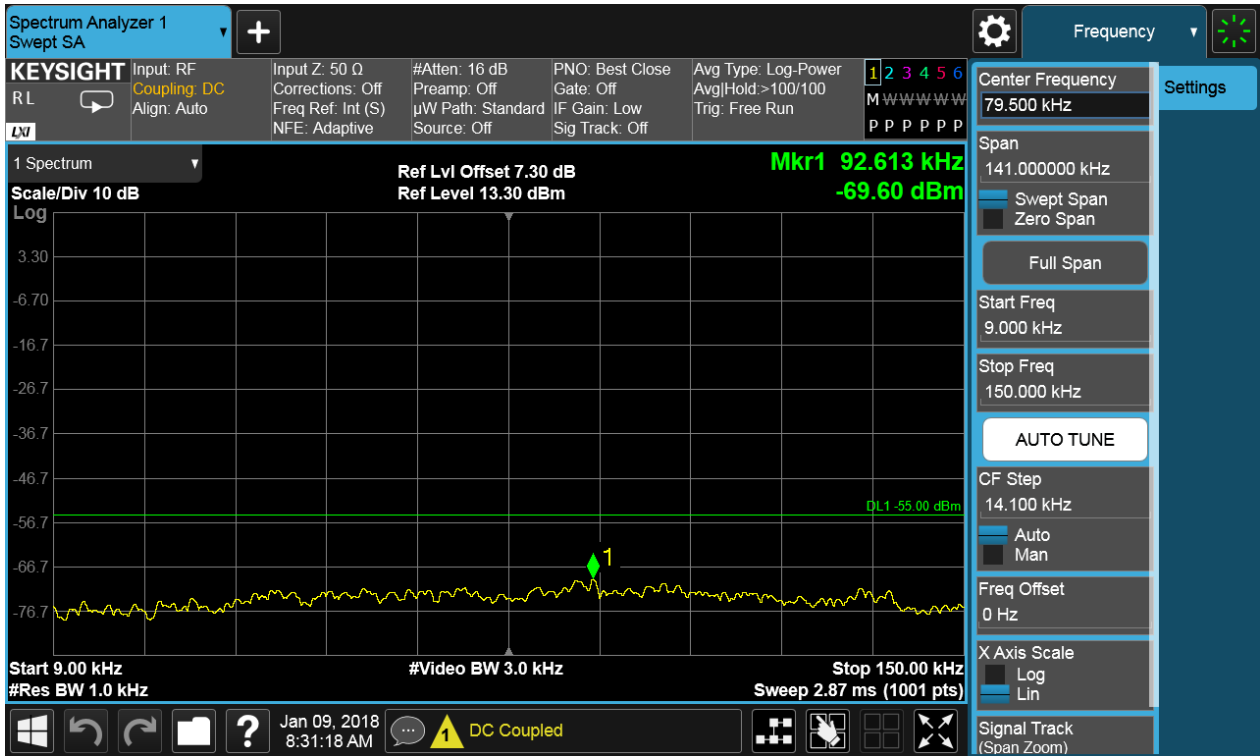 Spectrum Analyzer 1
Swept SA
Frequency
KEYSIGHT
RL
LXI
Input: RF
Coupling: DC
Align: Auto
Input Z: 50 Ω
Corrections: Off
Freq Ref: Int (S)
NFE: Adaptive
#Atten: 16 dB
Preamp: Off
µW Path: Standard
Source: Off
PNO: Best Close
Gate: Off
IF Gain: Low
Sig Track: Off
Avg Type: Log-Power
Avg|Hold:>100/100
Trig: Free Run
1 2 3 4 5 6
M W W W W W
P P P P P P
1 Spectrum
Scale/Div 10 dB
Log
Ref Lvl Offset 7.30 dB
Ref Level 13.30 dBm
Mkr1 92.613 kHz
-69.60 dBm
3.30
-6.70
-16.7
-26.7
-36.7
-46.7
-56.7
-66.7
-76.7
DL1 -55.00 dBm
1
Start 9.00 kHz
#Res BW 1.0 kHz
#Video BW 3.0 kHz
Stop 150.00 kHz
Sweep 2.87 ms (1001 pts)
Center Frequency
79.500 kHz
Span
141.000000 kHz
Swept Span
Zero Span
Full Span
Start Freq
9.000 kHz
Stop Freq
150.000 kHz
AUTO TUNE
CF Step
14.100 kHz
Auto
Man
Freq Offset
0 Hz
X Axis Scale
Log
Lin
Signal Track
(Span Zoom)
Settings
?
Jan 09, 2018
8:31:18 AM
1
DC Coupled